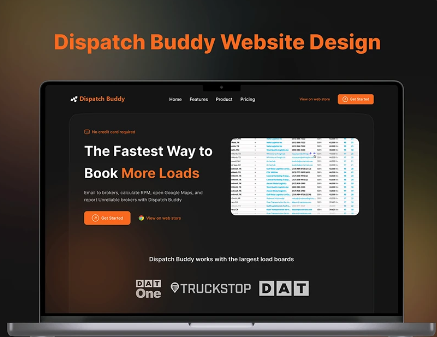 Dispatch Buddy Website Design
Dispatch Buddy
Home Features Product Pricing
View on web store
Get Started
No credit card required
The Fastest Way to
Book More Loads
Email to brokers, calculate RPM, open Google Maps, and
report Unreliable brokers with Dispatch Buddy
Get Started
View on web store
Dispatch Buddy works with the largest load boards
DAT
One
TRUCKSTOP
DAT